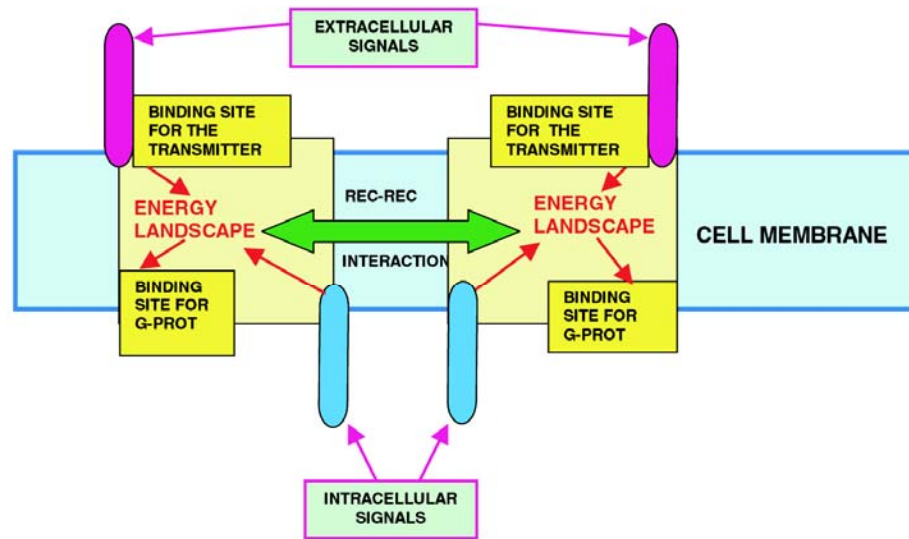 EXTRACELLULAR
SIGNALS
BINDING SITE
FOR THE
TRANSMITTER
BINDING SITE
FOR THE
TRANSMITTER
ENERGY
LANDSCAPE
REC-REC
INTERACTION
ENERGY
LANDSCAPE
CELL MEMBRANE
BINDING
SITE FOR
G-PROT
BINDING
SITE FOR
G-PROT
INTRACELLULAR
SIGNALS